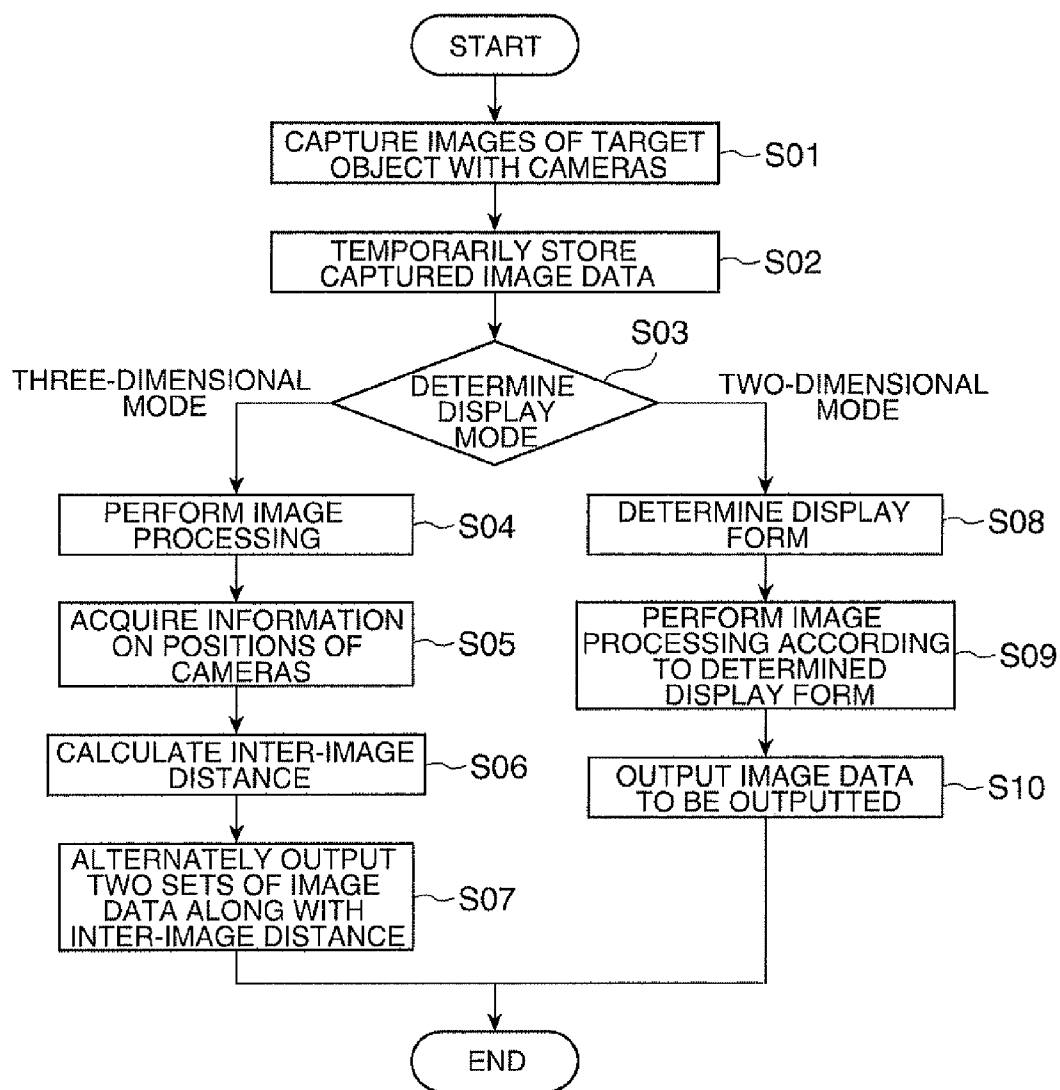 START
CAPTURE IMAGES OF TARGET
OBJECT WITH CAMERAS
S01
TEMPORARILY STORE
CAPTURED IMAGE DATA
S02
S03
DETERMINE
DISPLAY
MODE
THREE-DIMENSIONAL
MODE
TWO-DIMENSIONAL
MODE
PERFORM IMAGE
PROCESSING
S04
ACQUIRE INFORMATION
ON POSITIONS OF
CAMERAS
S05
CALCULATE INTER-IMAGE
DISTANCE
S06
ALTERNATELY OUTPUT
TWO SETS OF IMAGE
DATA ALONG WITH
INTER-IMAGE DISTANCE
S07
DETERMINE DISPLAY
FORM
S08
PERFORM IMAGE
PROCESSING ACCORDING
TO DETERMINED
DISPLAY FORM
S09
OUTPUT IMAGE DATA
TO BE OUTPUTTED
S10
END